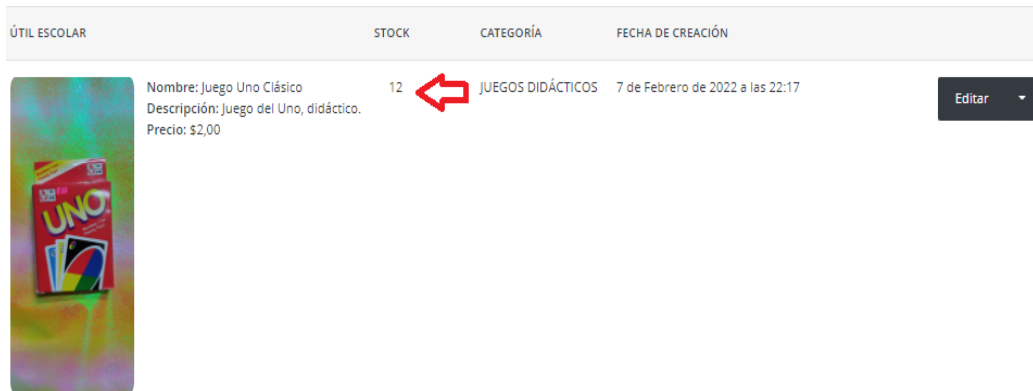 ÚTIL ESCOLAR STOCK CATEGORÍA FECHA DE CREACIÓN
Nombre: Juego Uno Clásico 12 JUEGOS DIDÁCTICOS 7 de Febrero de 2022 a las 22:17 Editar
Descripción: Juego del Uno, didáctico.
Precio: $2,00
UNO